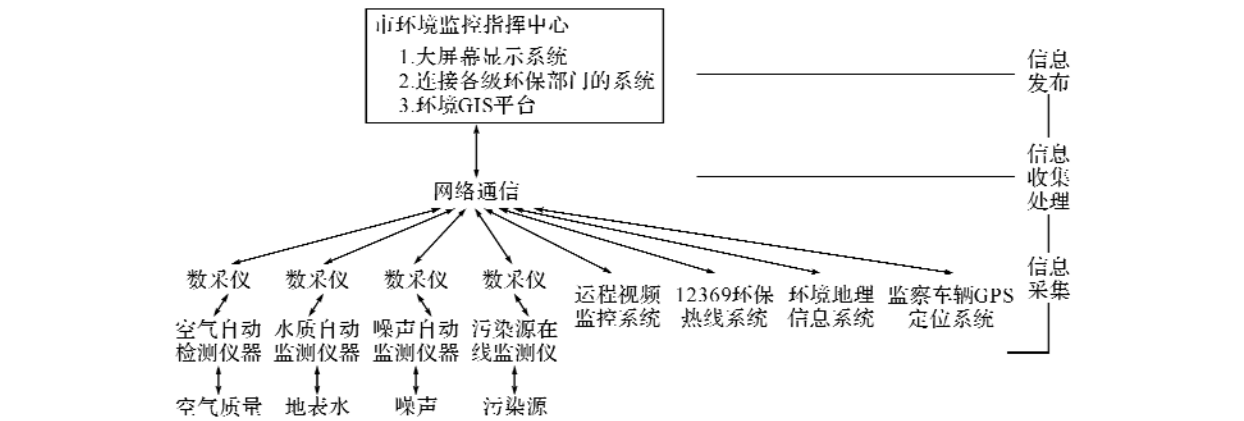 市环境监控指挥中心
1.大屏幕显示系统
2.连接各级环保部门的系统
3.环境GIS平台
信息
发布
网络通信
信息
收集
处理
数采仪
数采仪
数采仪
数采仪
信息
采集
远程视频
监控系统
12369环保
热线系统
环境地理
信息系统
监察车辆GPS
定位系统
空气自动
检测仪器
水质自动
监测仪器
噪声自动
监测仪器
污染源在
线监测仪
空气质量
地表水
噪声
污染源